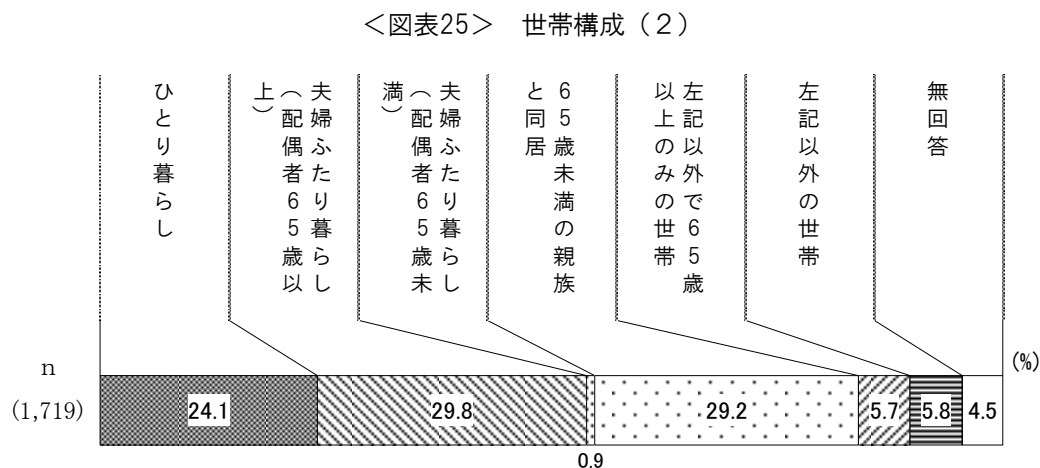 ＜図表25＞　世帯構成（２）
ひとり暮らし
夫婦ふたり暮らし
（配偶者６５歳以
上）
夫婦ふたり暮らし
（配偶者６５歳未
満）
６５歳未満の親族
と同居
左記以外で６５歳
以上のみの世帯
左記以外の世帯
無回答
n
(%)
(1,719)
24.1
29.8
29.2
5.7
5.8
4.5
0.9